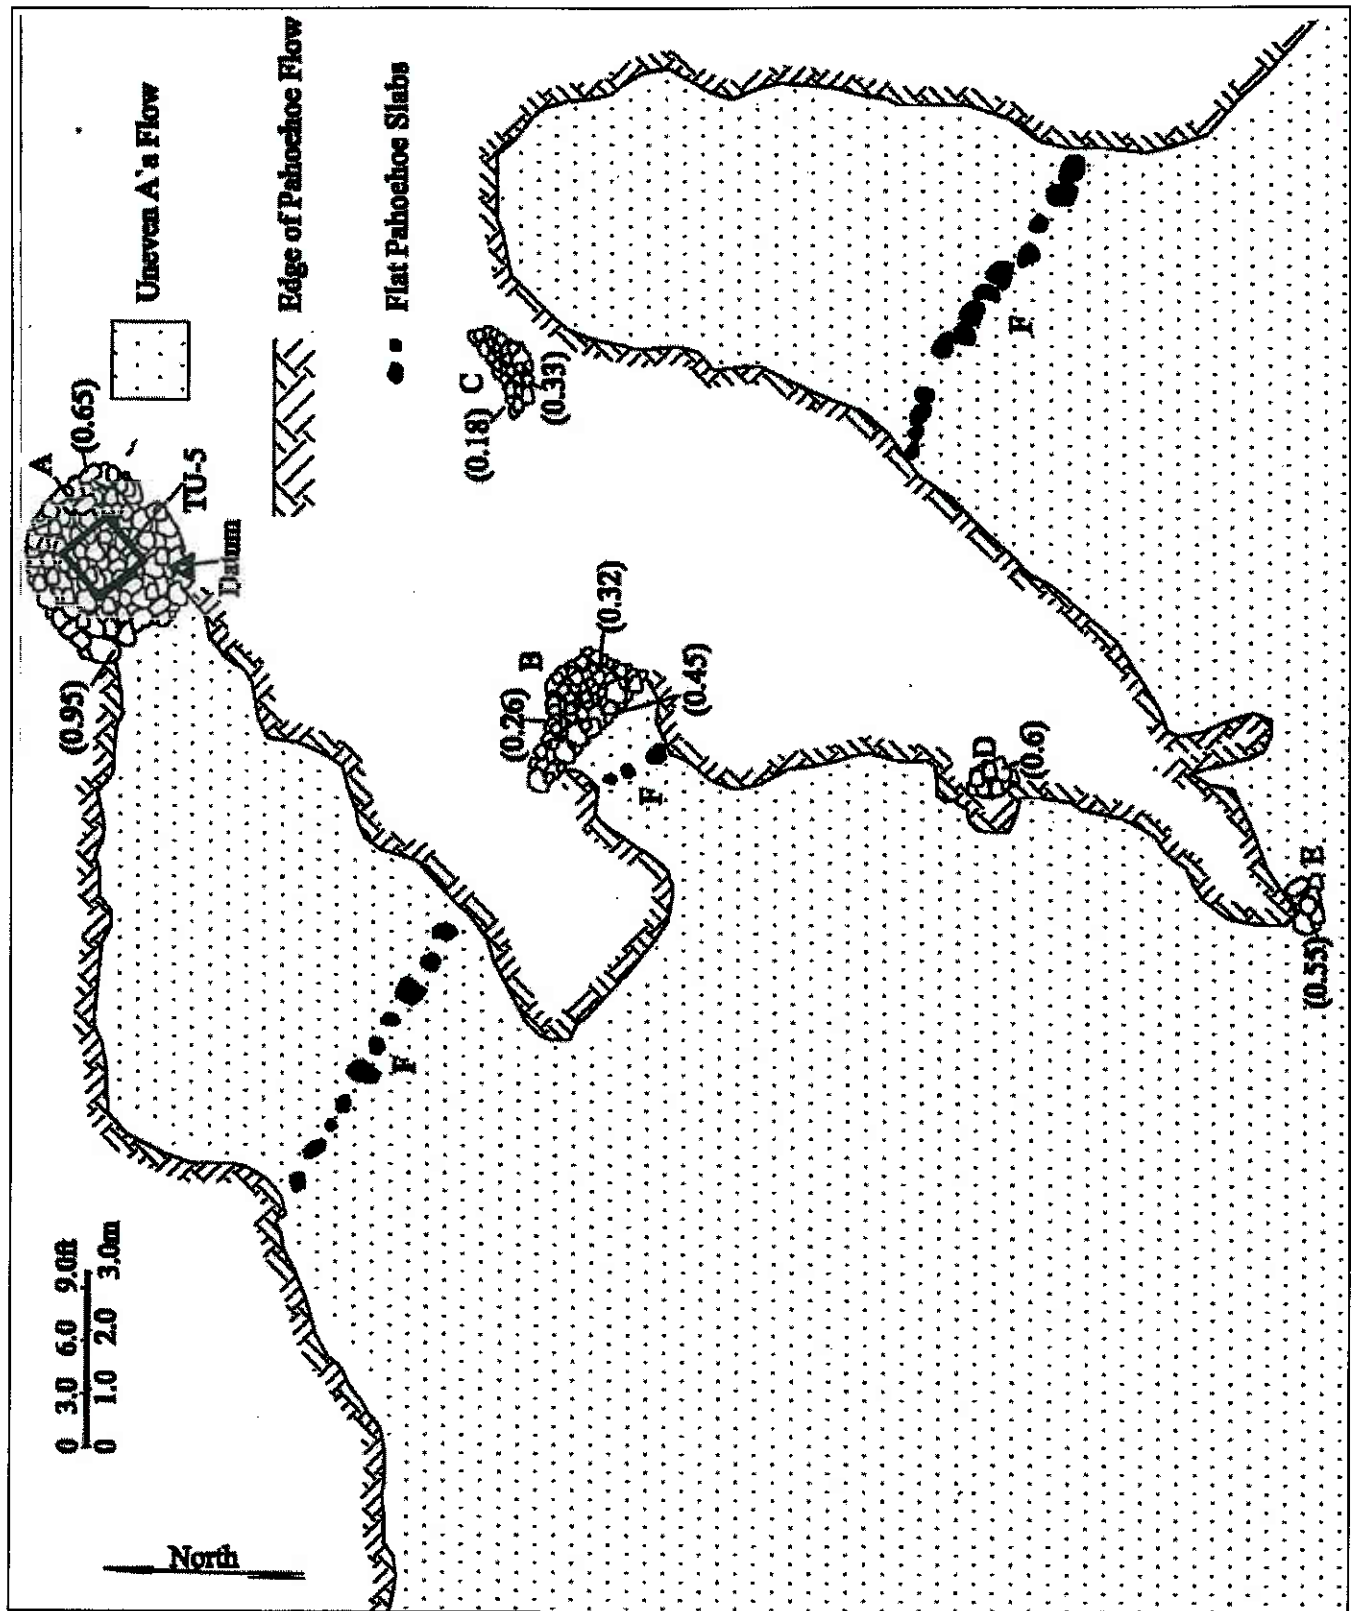 Uneven A`a Flow
Edge of Pahoehoe Flow
Flat Pahoehoe Slabs
A
(0.65)
TU-5
Datum
(0.95)
C
(0.18)
(0.33)
B
(0.26)
(0.32)
(0.45)
F
F
F
D
(0.6)
E
(0.55)
0 3.0 6.0 9.0ft
0 1.0 2.0 3.0m
North